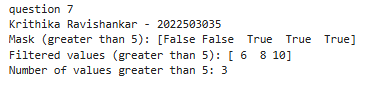 question 7
Krithika Ravishankar - 2022503035
Mask (greater than 5): [False False  True  True  True]
Filtered values (greater than 5): [ 6  8 10]
Number of values greater than 5: 3